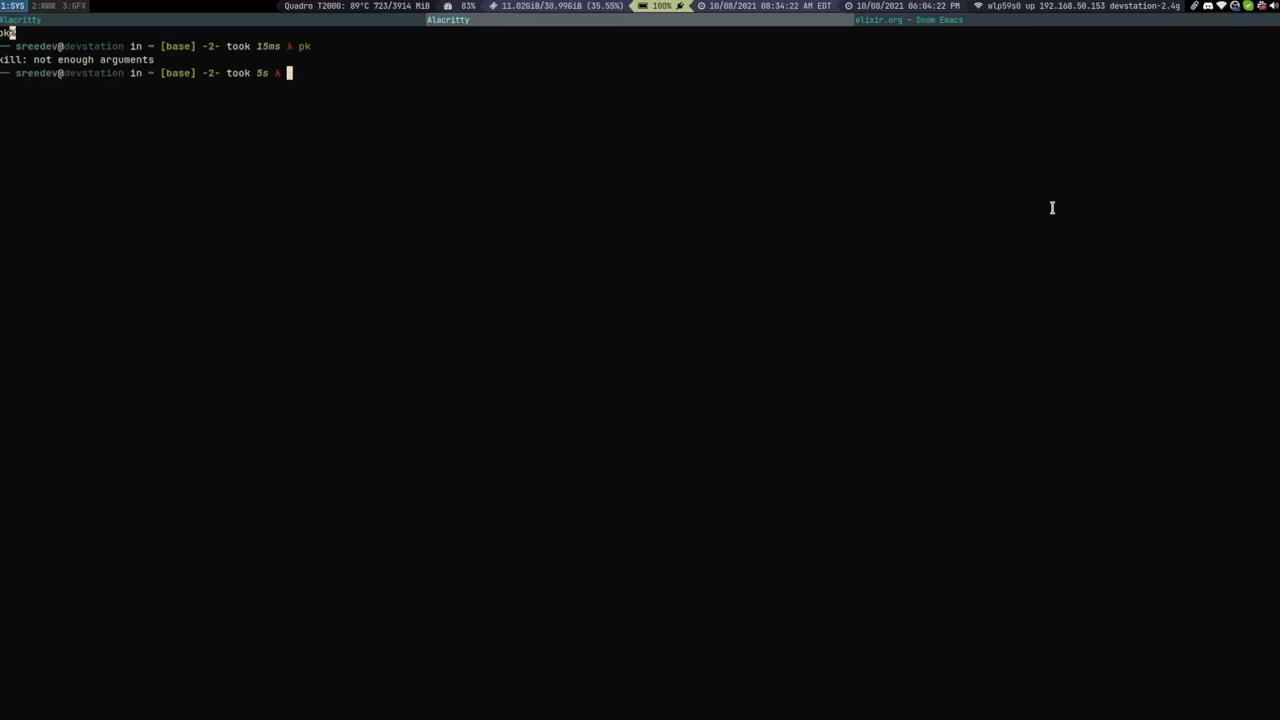 1:SYS 2:WWW 3:GFX Quadro T2000: 89°C 723/3914 MiB 83% 11.02GiB/30.99GiB (35.55%) 100% 10/08/2021 08:34:22 AM EDT 10/08/2021 06:04:22 PM wlp59s0 up 192.168.50.153 devstation-2.4g
Alacritty Alacritty elixir.org - Doom Emacs
pk
── sreedev@devstation in ~ [base] -2- took 15ms λ pk
kill: not enough arguments
── sreedev@devstation in ~ [base] -2- took 5s λ